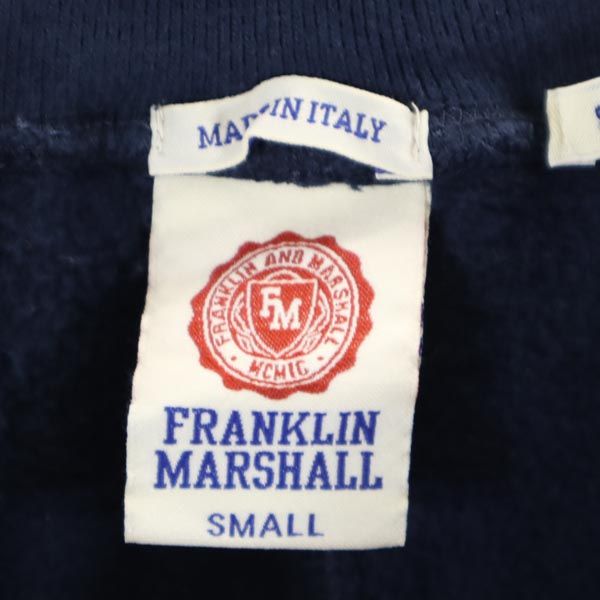 MADE IN ITALY
FRANKLIN AND MARSHALL
FM
MCMIC
FRANKLIN
MARSHALL
SMALL